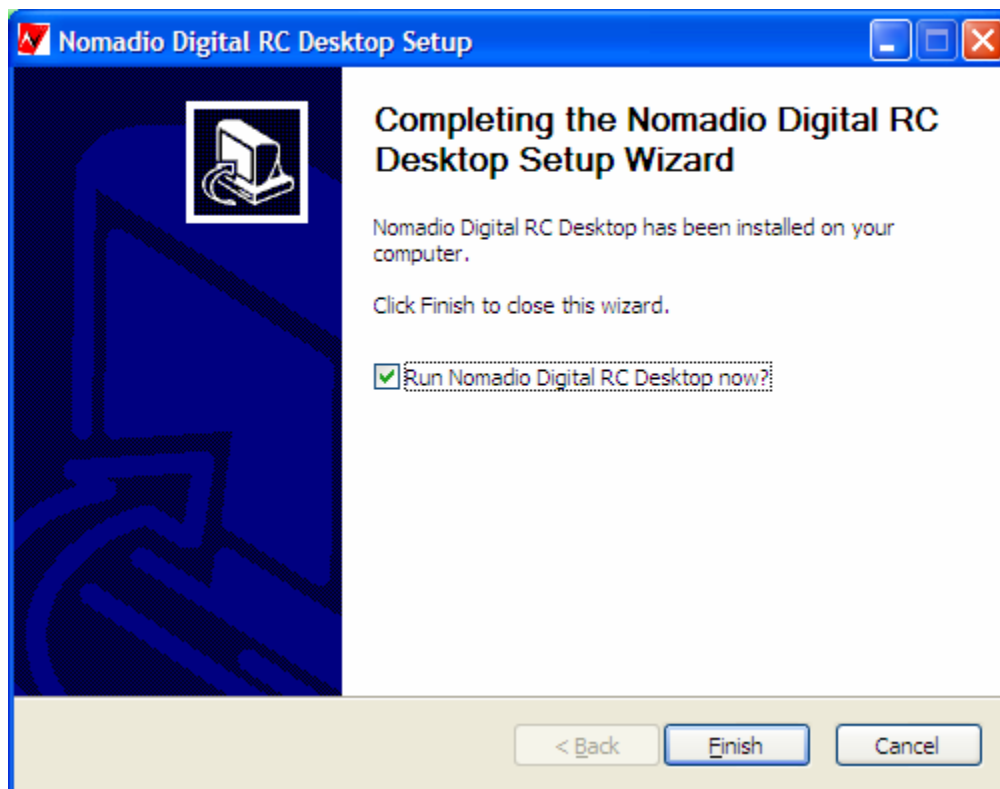 Nomadio Digital RC Desktop Setup
Completing the Nomadio Digital RC
Desktop Setup Wizard
Nomadio Digital RC Desktop has been installed on your
computer.
Click Finish to close this wizard.
Run Nomadio Digital RC Desktop now?
< Back
Finish
Cancel